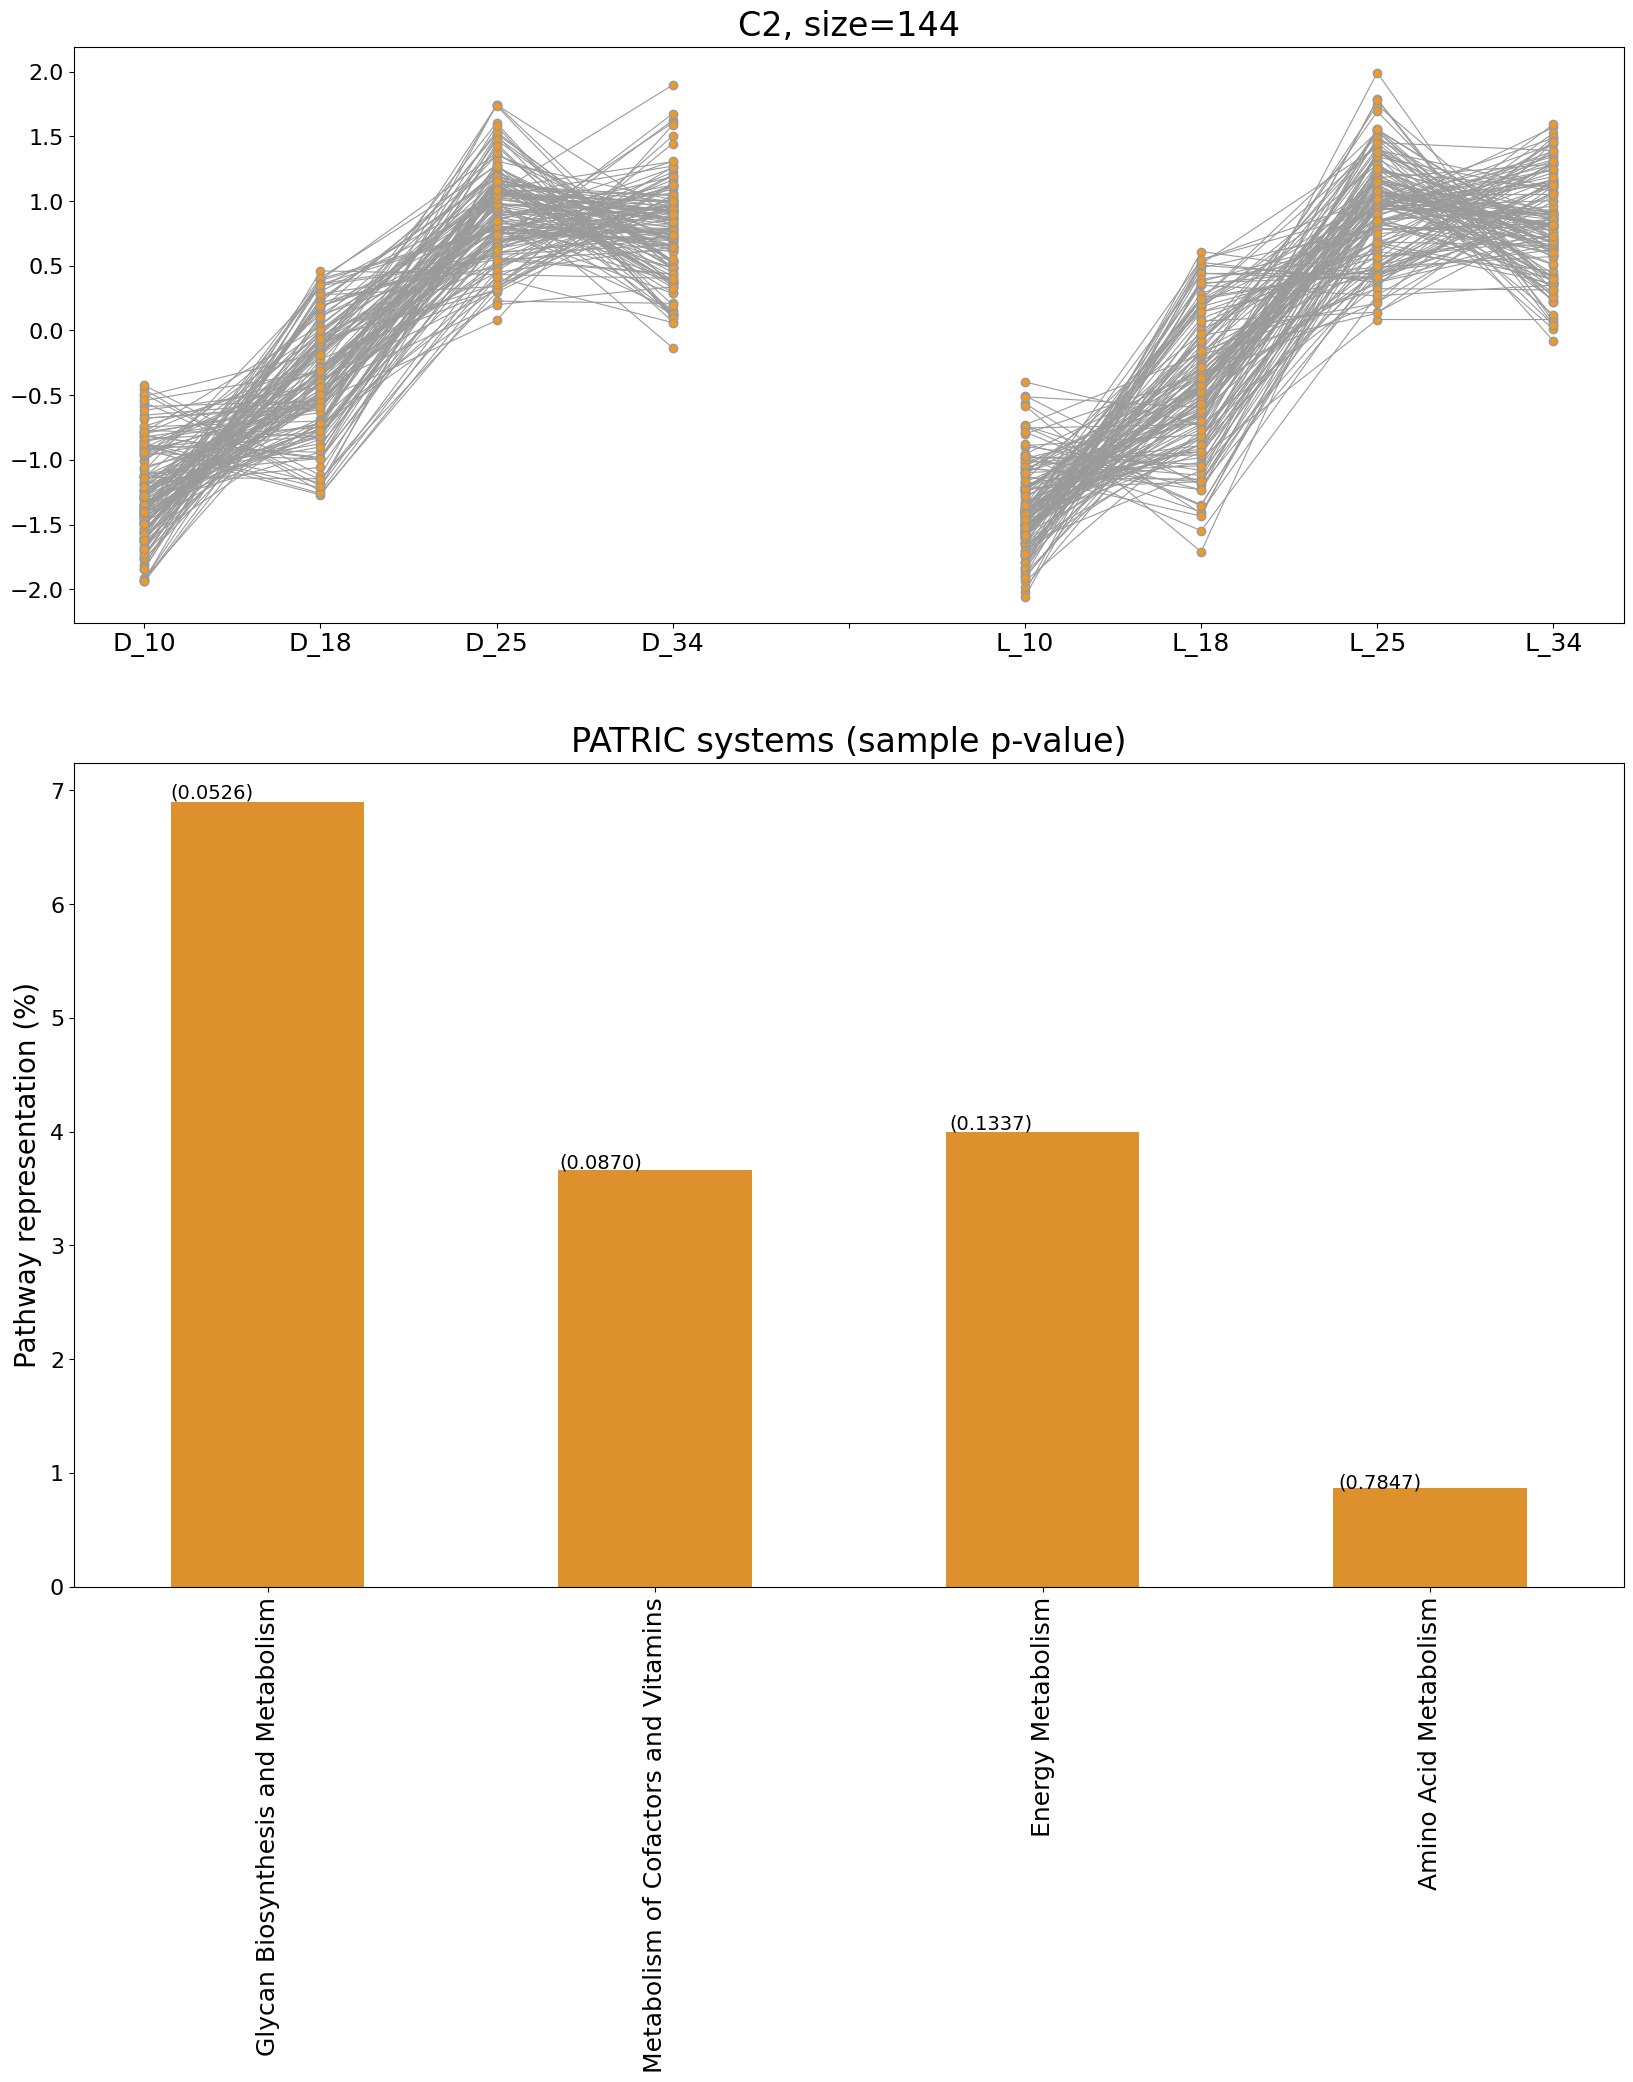 C2, size=144
2.0
1.5
1.0
0.5
0.0
−0.5
−1.0
−1.5
−2.0
D_10 D_18 D_25 D_34 L_10 L_18 L_25 L_34
PATRIC systems (sample p-value)
Pathway representation (%)
7
6
5
4
3
2
1
0
(0.0526)
(0.0870)
(0.1337)
(0.7847)
Glycan Biosynthesis and Metabolism
Metabolism of Cofactors and Vitamins
Energy Metabolism
Amino Acid Metabolism